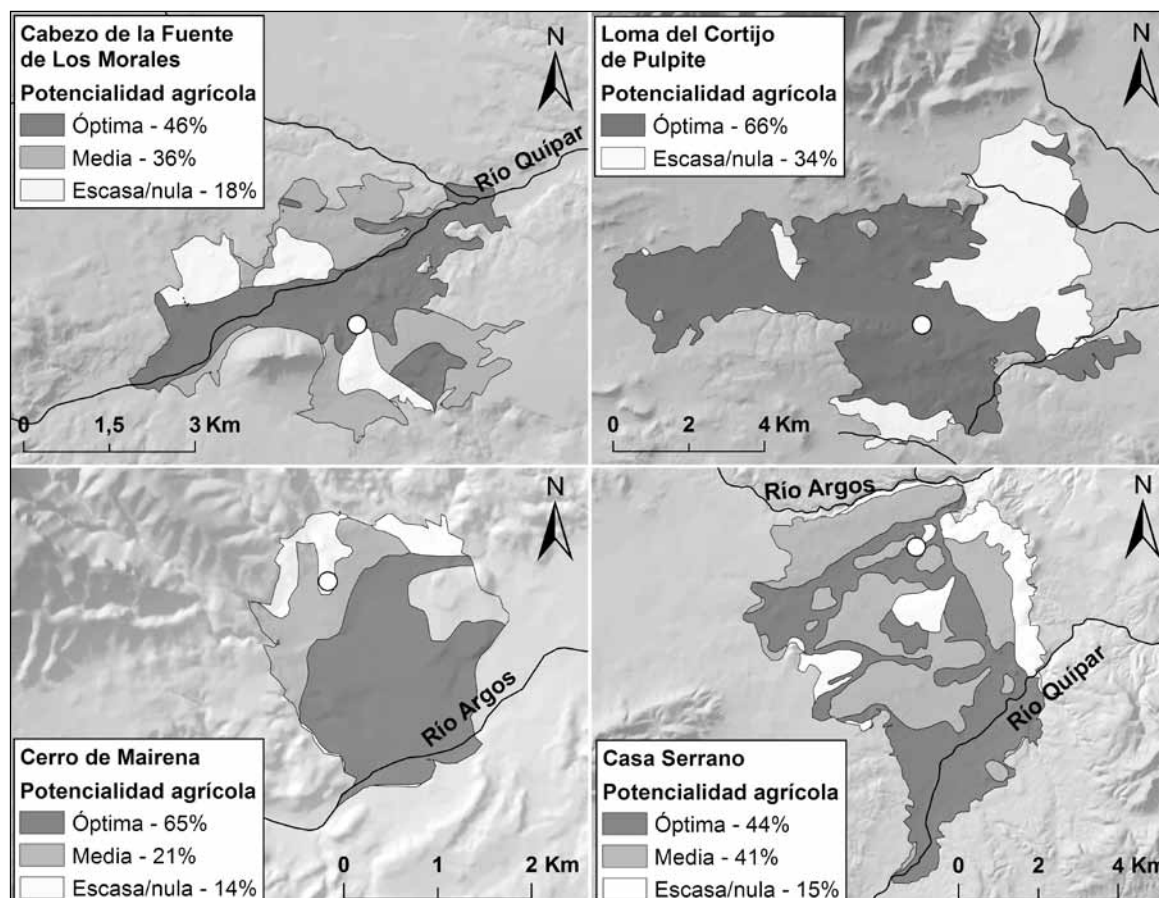 Cabezo de la Fuente
de Los Morales
Potencialidad agrícola
Óptima - 46%
Media - 36%
Escasa/nula - 18%
N
Río Quípar
0 1,5 3 Km
Loma del Cortijo
de Pulpite
Potencialidad agrícola
Óptima - 66%
Escasa/nula - 34%
N
0 2 4 Km
N
Río Argos
Cerro de Mairena
Potencialidad agrícola
Óptima - 65%
Media - 21%
Escasa/nula - 14%
0 1 2 Km
Río Argos
N
Río Quípar
Casa Serrano
Potencialidad agrícola
Óptima - 44%
Media - 41%
Escasa/nula - 15%
0 2 4 Km